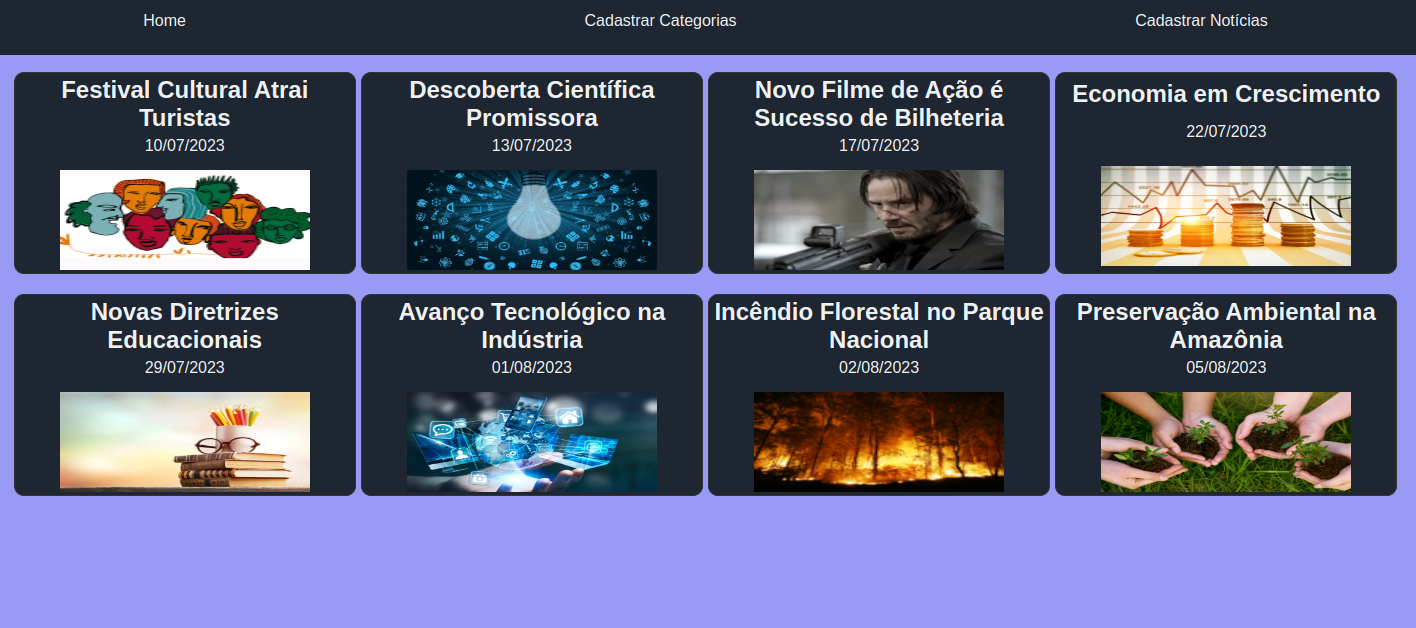 Home
Cadastrar Categorias
Cadastrar Notícias
Festival Cultural Atrai
Turistas
10/07/2023
Descoberta Científica
Promissora
13/07/2023
Novo Filme de Ação é
Sucesso de Bilheteria
17/07/2023
Economia em Crescimento
22/07/2023
Novas Diretrizes
Educacionais
29/07/2023
Avanço Tecnológico na
Indústria
01/08/2023
Incêndio Florestal no Parque
Nacional
02/08/2023
Preservação Ambiental na
Amazônia
05/08/2023